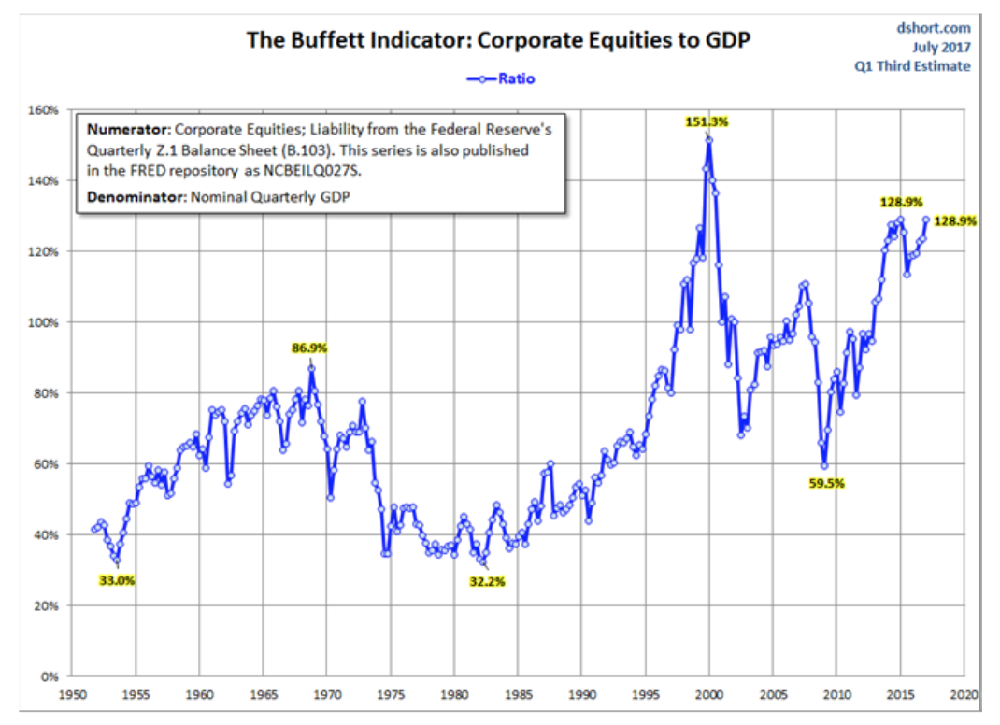 The Buffett Indicator: Corporate Equities to GDP
dshort.com
July 2017
Q1 Third Estimate
Ratio
Numerator: Corporate Equities; Liability from the Federal Reserve's
Quarterly Z.1 Balance Sheet (B.103). This series is also published
in the FRED repository as NCBEILQ027S.
Denominator: Nominal Quarterly GDP
160%
140%
120%
100%
80%
60%
40%
20%
0%
33.0%
86.9%
32.2%
151.3%
59.5%
128.9%
128.9%
1950 1955 1960 1965 1970 1975 1980 1985 1990 1995 2000 2005 2010 2015 2020